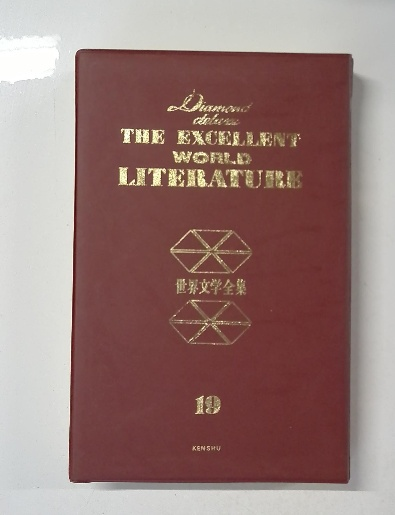 Diamond
deluxe
THE EXCELLENT
WORLD
LITERATURE
世界文学全集
19
KENSHU